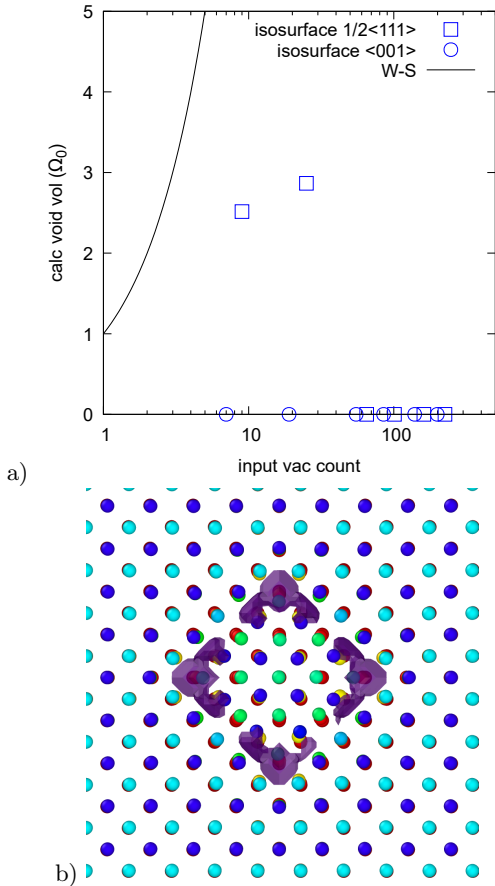 isosurface 1/2<111>
isosurface <001>
W-S
calc void vol (Ω₀)
5
4
3
2
1
0
1 10 100
input vac count
a)
b)